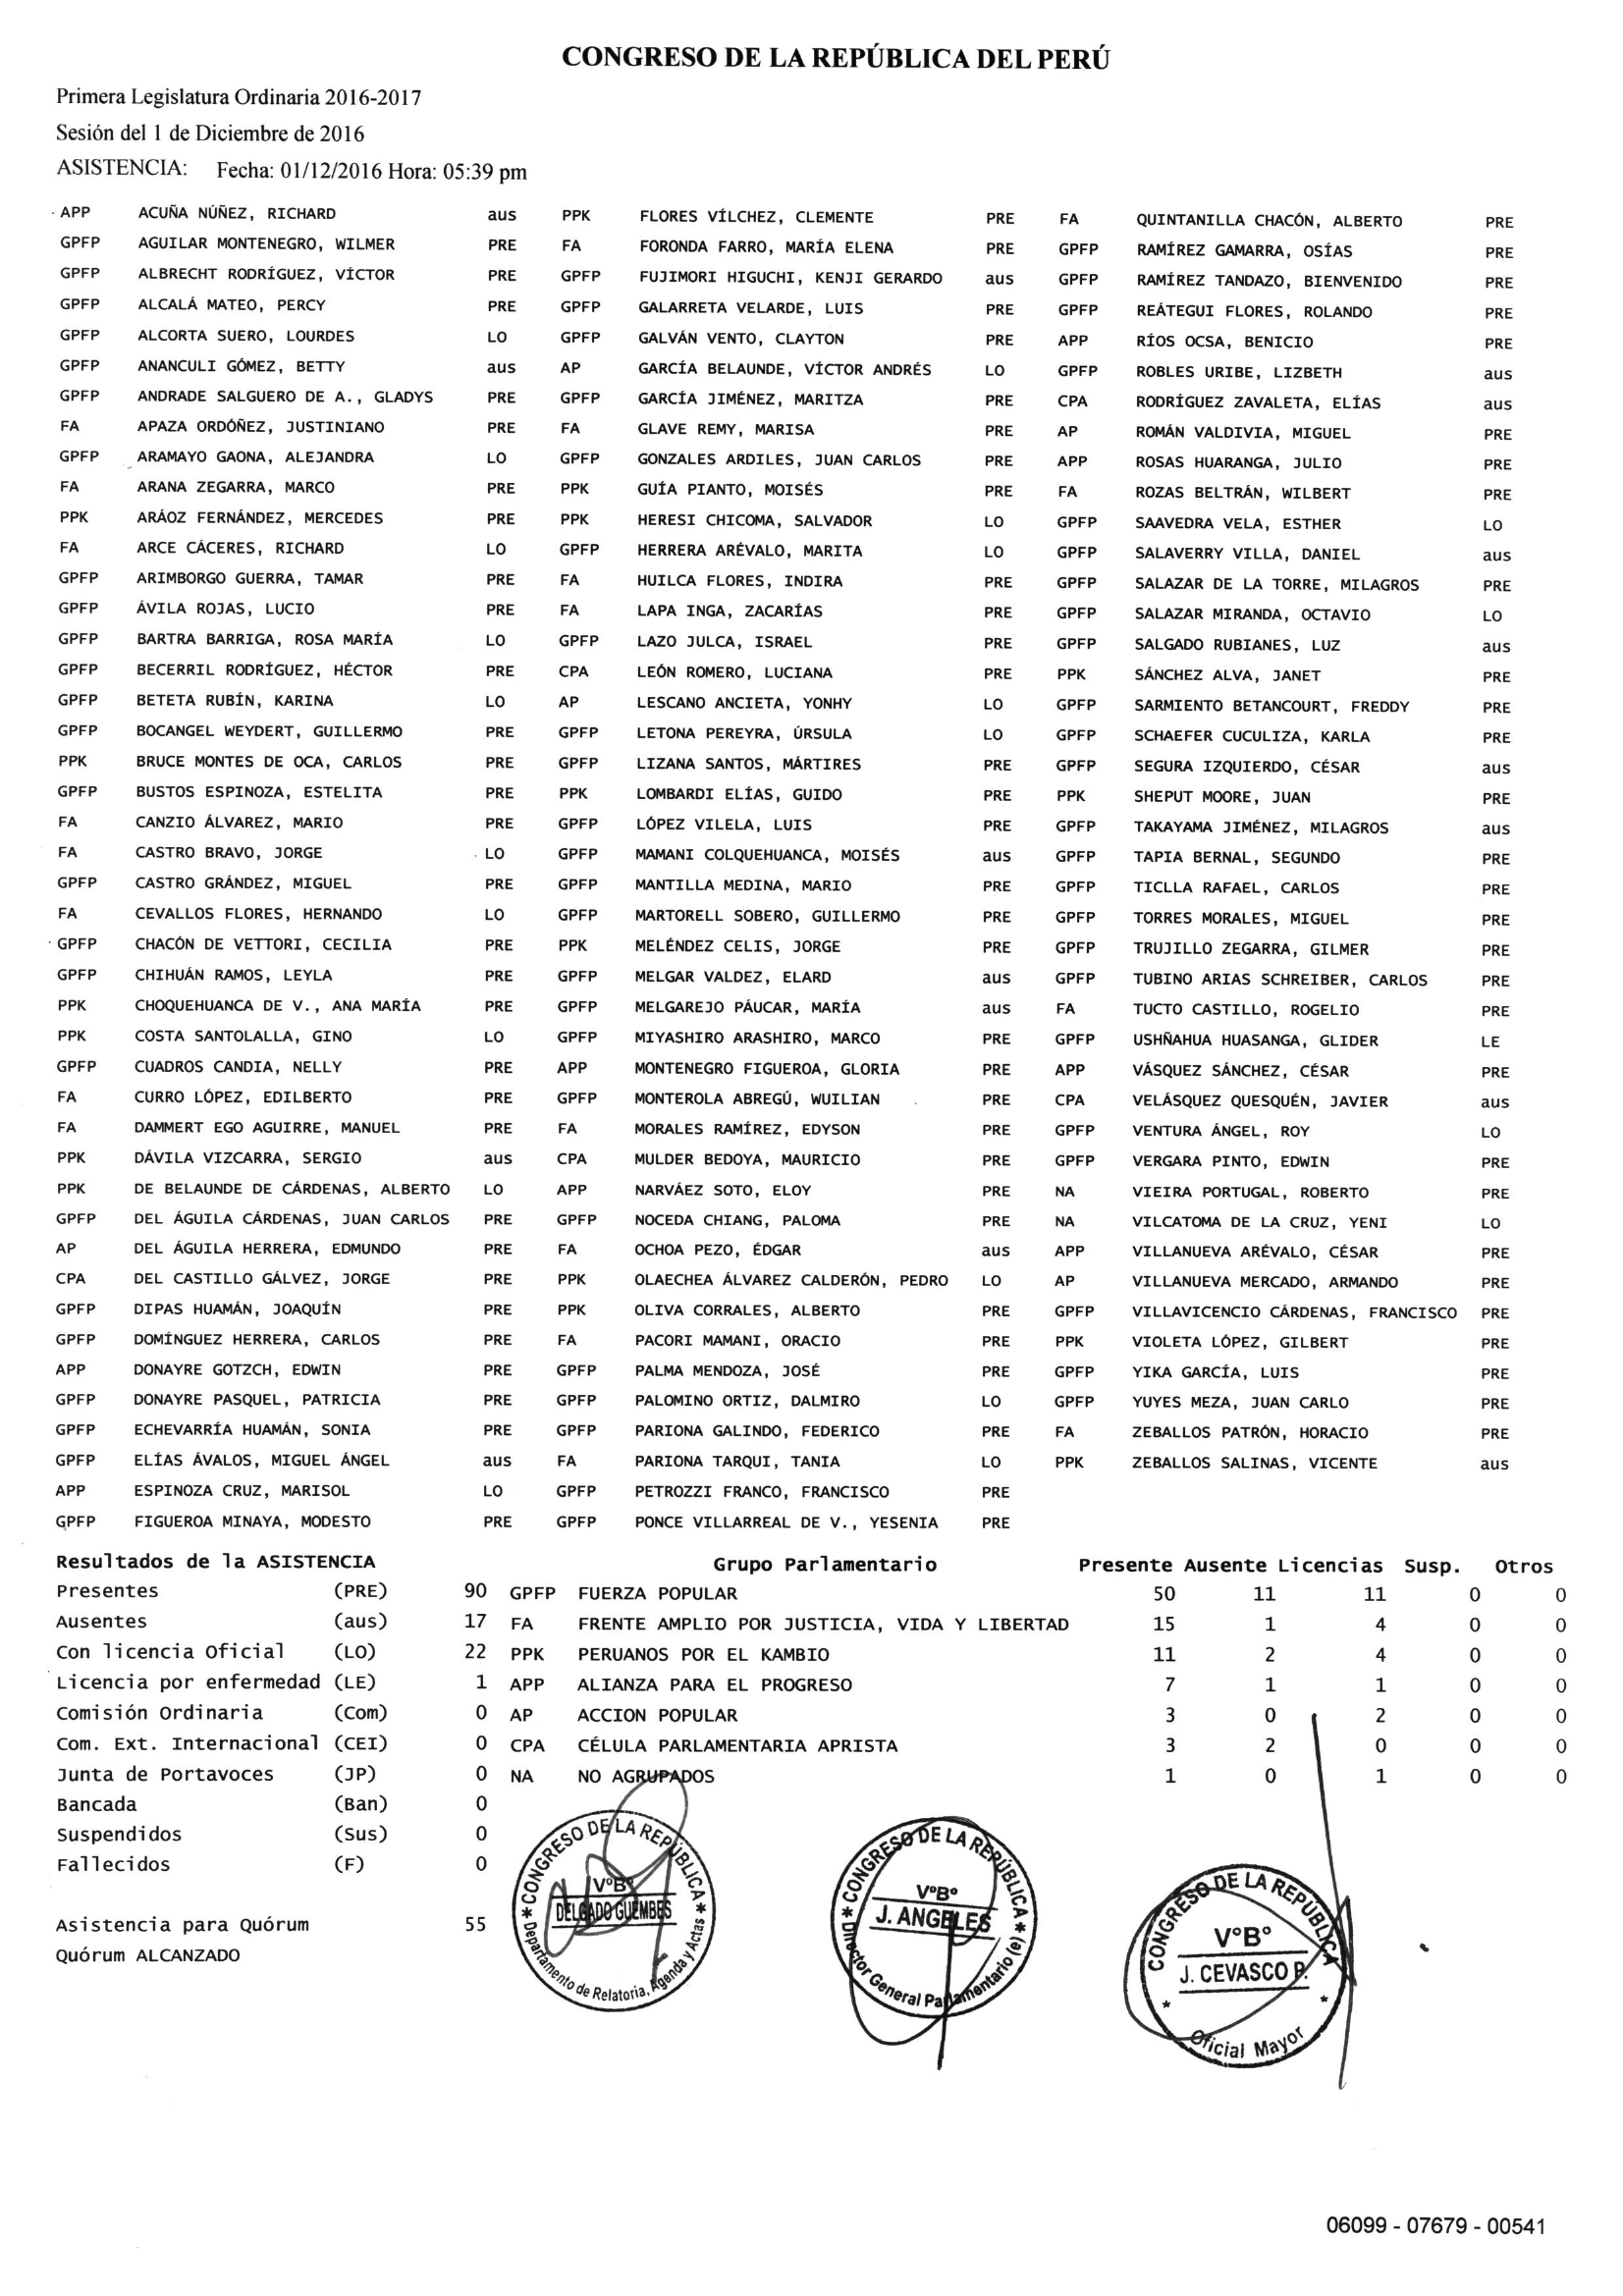 CONGRESO DE LA REPÚBLICA DEL PERÚ
Primera Legislatura Ordinaria 2016-2017
Sesión del 1 de Diciembre de 2016
ASISTENCIA: Fecha: 01/12/2016 Hora: 05:39 pm
APP ACUÑA NÚÑEZ, RICHARD aus PPK FLORES VÍLCHEZ, CLEMENTE PRE FA QUINTANILLA CHACÓN, ALBERTO PRE
GPFP AGUILAR MONTENEGRO, WILMER PRE FA FORONDA FARRO, MARÍA ELENA PRE GPFP RAMÍREZ GAMARRA, OSÍAS PRE
GPFP ALBRECHT RODRÍGUEZ, VÍCTOR PRE GPFP FUJIMORI HIGUCHI, KENJI GERARDO aus GPFP RAMÍREZ TANDAZO, BIENVENIDO PRE
GPFP ALCALÁ MATEO, PERCY PRE GPFP GALARRETA VELARDE, LUIS PRE GPFP REÁTEGUI FLORES, ROLANDO PRE
GPFP ALCORTA SUERO, LOURDES LO GPFP GALVÁN VENTO, CLAYTON PRE APP RÍOS OCSA, BENICIO PRE
GPFP ANANCULI GÓMEZ, BETTY aus AP GARCÍA BELAUNDE, VÍCTOR ANDRÉS LO GPFP ROBLES URIBE, LIZBETH aus
GPFP ANDRADE SALGUERO DE A., GLADYS PRE GPFP GARCÍA JIMÉNEZ, MARITZA PRE CPA RODRÍGUEZ ZAVALETA, ELÍAS aus
FA APAZA ORDÓÑEZ, JUSTINIANO PRE FA GLAVE REMY, MARISA PRE AP ROMÁN VALDIVIA, MIGUEL PRE
GPFP ARAMAYO GAONA, ALEJANDRA LO GPFP GONZALES ARDILES, JUAN CARLOS PRE APP ROSAS HUARANGA, JULIO PRE
FA ARANA ZEGARRA, MARCO PRE PPK GUÍA PIANTO, MOISÉS PRE FA ROZAS BELTRÁN, WILBERT PRE
PPK ARÁOZ FERNÁNDEZ, MERCEDES PRE PPK HERESI CHICOMA, SALVADOR LO GPFP SAAVEDRA VELA, ESTHER LO
FA ARCE CÁCERES, RICHARD LO GPFP HERRERA ARÉVALO, MARITA LO GPFP SALAVERRY VILLA, DANIEL aus
GPFP ARIMBORGO GUERRA, TAMAR PRE FA HUILCA FLORES, INDIRA PRE GPFP SALAZAR DE LA TORRE, MILAGROS PRE
GPFP ÁVILA ROJAS, LUCIO PRE FA LAPA INGA, ZACARÍAS PRE GPFP SALAZAR MIRANDA, OCTAVIO LO
GPFP BARTRA BARRIGA, ROSA MARÍA LO GPFP LAZO JULCA, ISRAEL PRE GPFP SALGADO RUBIANES, LUZ aus
GPFP BECERRIL RODRÍGUEZ, HÉCTOR PRE CPA LEÓN ROMERO, LUCIANA PRE PPK SÁNCHEZ ALVA, JANET PRE
GPFP BETETA RUBÍN, KARINA LO AP LESCANO ANCIETA, YONHY LO GPFP SARMIENTO BETANCOURT, FREDDY PRE
GPFP BOCANGEL WEYDERT, GUILLERMO PRE GPFP LETONA PEREYRA, ÚRSULA LO GPFP SCHAEFER CUCULIZA, KARLA PRE
PPK BRUCE MONTES DE OCA, CARLOS PRE GPFP LIZANA SANTOS, MÁRTIRES PRE GPFP SEGURA IZQUIERDO, CÉSAR aus
GPFP BUSTOS ESPINOZA, ESTELITA PRE PPK LOMBARDI ELÍAS, GUIDO PRE PPK SHEPUT MOORE, JUAN PRE
FA CANZIO ÁLVAREZ, MARIO PRE GPFP LÓPEZ VILELA, LUIS PRE GPFP TAKAYAMA JIMÉNEZ, MILAGROS aus
FA CASTRO BRAVO, JORGE LO GPFP MAMANI COLQUEHUANCA, MOISÉS aus GPFP TAPIA BERNAL, SEGUNDO PRE
GPFP CASTRO GRÁNDEZ, MIGUEL PRE GPFP MANTILLA MEDINA, MARIO PRE GPFP TICLLA RAFAEL, CARLOS PRE
FA CEVALLOS FLORES, HERNANDO LO GPFP MARTORELL SOBERO, GUILLERMO PRE GPFP TORRES MORALES, MIGUEL PRE
GPFP CHACÓN DE VETTORI, CECILIA PRE PPK MELÉNDEZ CELIS, JORGE PRE GPFP TRUJILLO ZEGARRA, GILMER PRE
GPFP CHIHUÁN RAMOS, LEYLA PRE GPFP MELGAR VALDEZ, ELARD aus GPFP TUBINO ARIAS SCHREIBER, CARLOS PRE
PPK CHOQUEHUANCA DE V., ANA MARÍA PRE GPFP MELGAREJO PÁUCAR, MARÍA aus FA TUCTO CASTILLO, ROGELIO PRE
PPK COSTA SANTOLALLA, GINO LO GPFP MIYASHIRO ARASHIRO, MARCO PRE GPFP USHÑAHUA HUASANGA, GLIDER LE
GPFP CUADROS CANDIA, NELLY PRE APP MONTENEGRO FIGUEROA, GLORIA PRE APP VÁSQUEZ SÁNCHEZ, CÉSAR PRE
FA CURRO LÓPEZ, EDILBERTO PRE GPFP MONTEROLA ABREGÚ, WUILIAN PRE CPA VELÁSQUEZ QUESQUÉN, JAVIER aus
FA DAMMERT EGO AGUIRRE, MANUEL PRE FA MORALES RAMÍREZ, EDYSON PRE GPFP VENTURA ÁNGEL, ROY LO
PPK DÁVILA VIZCARRA, SERGIO aus CPA MULDER BEDOYA, MAURICIO PRE GPFP VERGARA PINTO, EDWIN PRE
PPK DE BELAUNDE DE CÁRDENAS, ALBERTO LO APP NARVÁEZ SOTO, ELOY PRE NA VIEIRA PORTUGAL, ROBERTO PRE
GPFP DEL ÁGUILA CÁRDENAS, JUAN CARLOS PRE GPFP NOCEDA CHIANG, PALOMA PRE NA VILCATOMA DE LA CRUZ, YENI LO
AP DEL ÁGUILA HERRERA, EDMUNDO PRE FA OCHOA PEZO, ÉDGAR aus APP VILLANUEVA ARÉVALO, CÉSAR PRE
CPA DEL CASTILLO GÁLVEZ, JORGE PRE PPK OLAECHEA ÁLVAREZ CALDERÓN, PEDRO LO AP VILLANUEVA MERCADO, ARMANDO PRE
GPFP DIPAS HUAMÁN, JOAQUÍN PRE PPK OLIVA CORRALES, ALBERTO PRE GPFP VILLAVICENCIO CÁRDENAS, FRANCISCO PRE
GPFP DOMÍNGUEZ HERRERA, CARLOS PRE FA PACORI MAMANI, ORACIO PRE PPK VIOLETA LÓPEZ, GILBERT PRE
APP DONAYRE GOTZCH, EDWIN PRE GPFP PALMA MENDOZA, JOSÉ PRE GPFP YIKA GARCÍA, LUIS PRE
GPFP DONAYRE PASQUEL, PATRICIA PRE GPFP PALOMINO ORTIZ, DALMIRO LO GPFP YUYES MEZA, JUAN CARLO PRE
GPFP ECHEVARRÍA HUAMÁN, SONIA PRE GPFP PARIONA GALINDO, FEDERICO PRE FA ZEBALLOS PATRÓN, HORACIO PRE
GPFP ELÍAS ÁVALOS, MIGUEL ÁNGEL aus FA PARIONA TARQUI, TANIA LO PPK ZEBALLOS SALINAS, VICENTE aus
APP ESPINOZA CRUZ, MARISOL LO GPFP PETROZZI FRANCO, FRANCISCO PRE
GPFP FIGUEROA MINAYA, MODESTO PRE GPFP PONCE VILLARREAL DE V., YESENIA PRE
Resultados de la ASISTENCIA Grupo Parlamentario Presente Ausente Licencias Susp. Otros
Presentes (PRE) 90 GPFP FUERZA POPULAR 50 11 11 0 0
Ausentes (aus) 17 FA FRENTE AMPLIO POR JUSTICIA, VIDA Y LIBERTAD 15 1 4 0 0
Con licencia Oficial (LO) 22 PPK PERUANOS POR EL KAMBIO 11 2 4 0 0
Licencia por enfermedad (LE) 1 APP ALIANZA PARA EL PROGRESO 7 1 1 0 0
Comisión Ordinaria (Com) 0 AP ACCION POPULAR 3 0 2 0 0
Com. Ext. Internacional (CEI) 0 CPA CÉLULA PARLAMENTARIA APRISTA 3 2 0 0 0
Junta de Portavoces (JP) 0 NA NO AGRUPADOS 1 0 1 0 0
Bancada (Ban) 0
Suspendidos (Sus) 0
Fallecidos (F) 0
Asistencia para Quórum 55
Quórum ALCANZADO
* CONGRESO DE LA REPÚBLICA *
V°B°
DELGADO GUEMBES
Departamento de Relatoria, Agenda y Actas
* CONGRESO DE LA REPÚBLICA *
V°B°
J. ANGELES
Director General Parlamentario (e)
CONGRESO DE LA REPÚBLICA
V°B°
J. CEVASCO P.
* Oficial Mayor *
06099 - 07679 - 00541